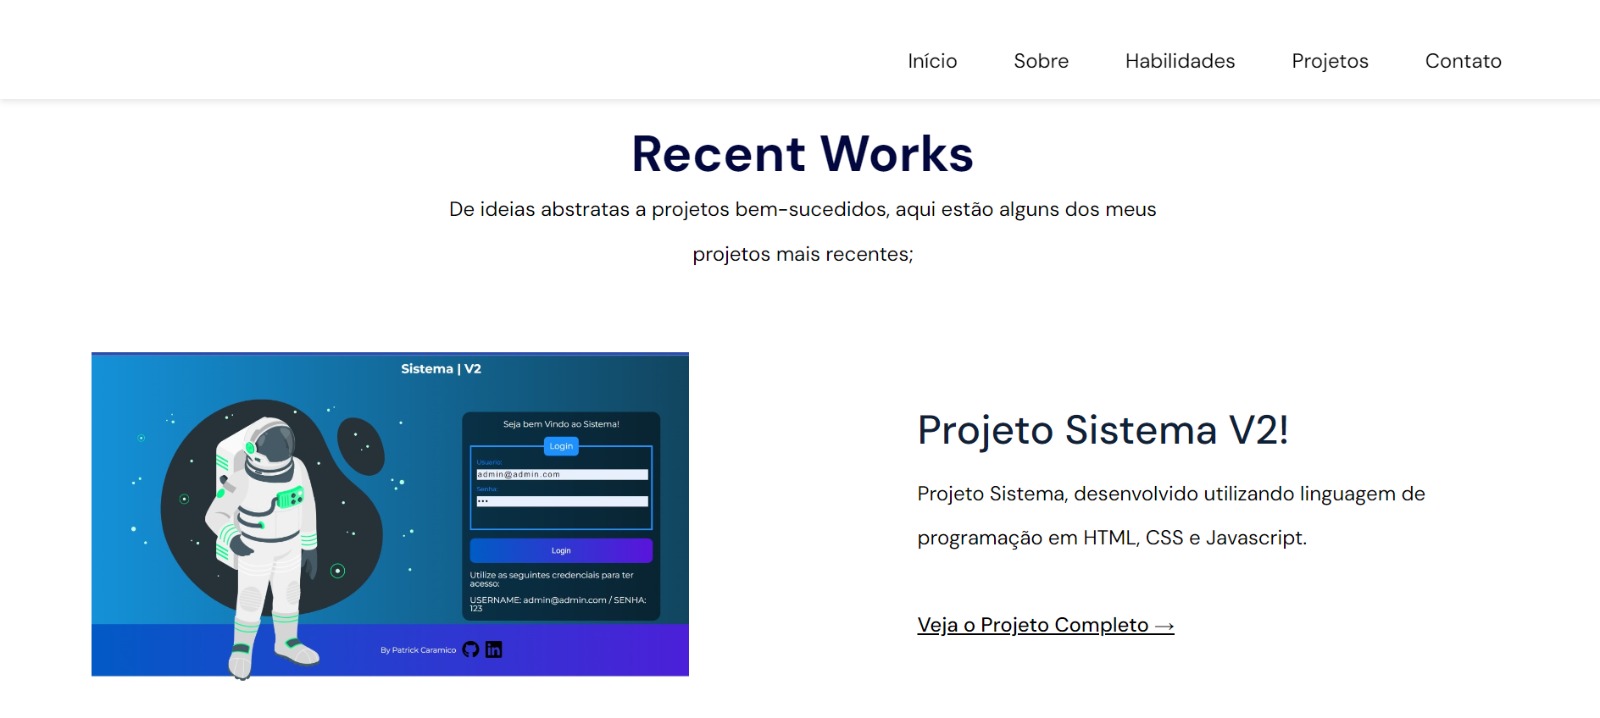 Início Sobre Habilidades Projetos Contato
Recent Works
De ideias abstratas a projetos bem-sucedidos, aqui estão alguns dos meus
projetos mais recentes;
Sistema | V2
Seja bem Vindo ao Sistema!
Login
Usuario:
admin@admin.com
Senha:
•••
Login
Utilize as seguintes credenciais para ter
acesso:
USERNAME: admin@admin.com / SENHA:
123
By Patrick Caramico
Projeto Sistema V2!
Projeto Sistema, desenvolvido utilizando linguagem de
programação em HTML, CSS e Javascript.
Veja o Projeto Completo →